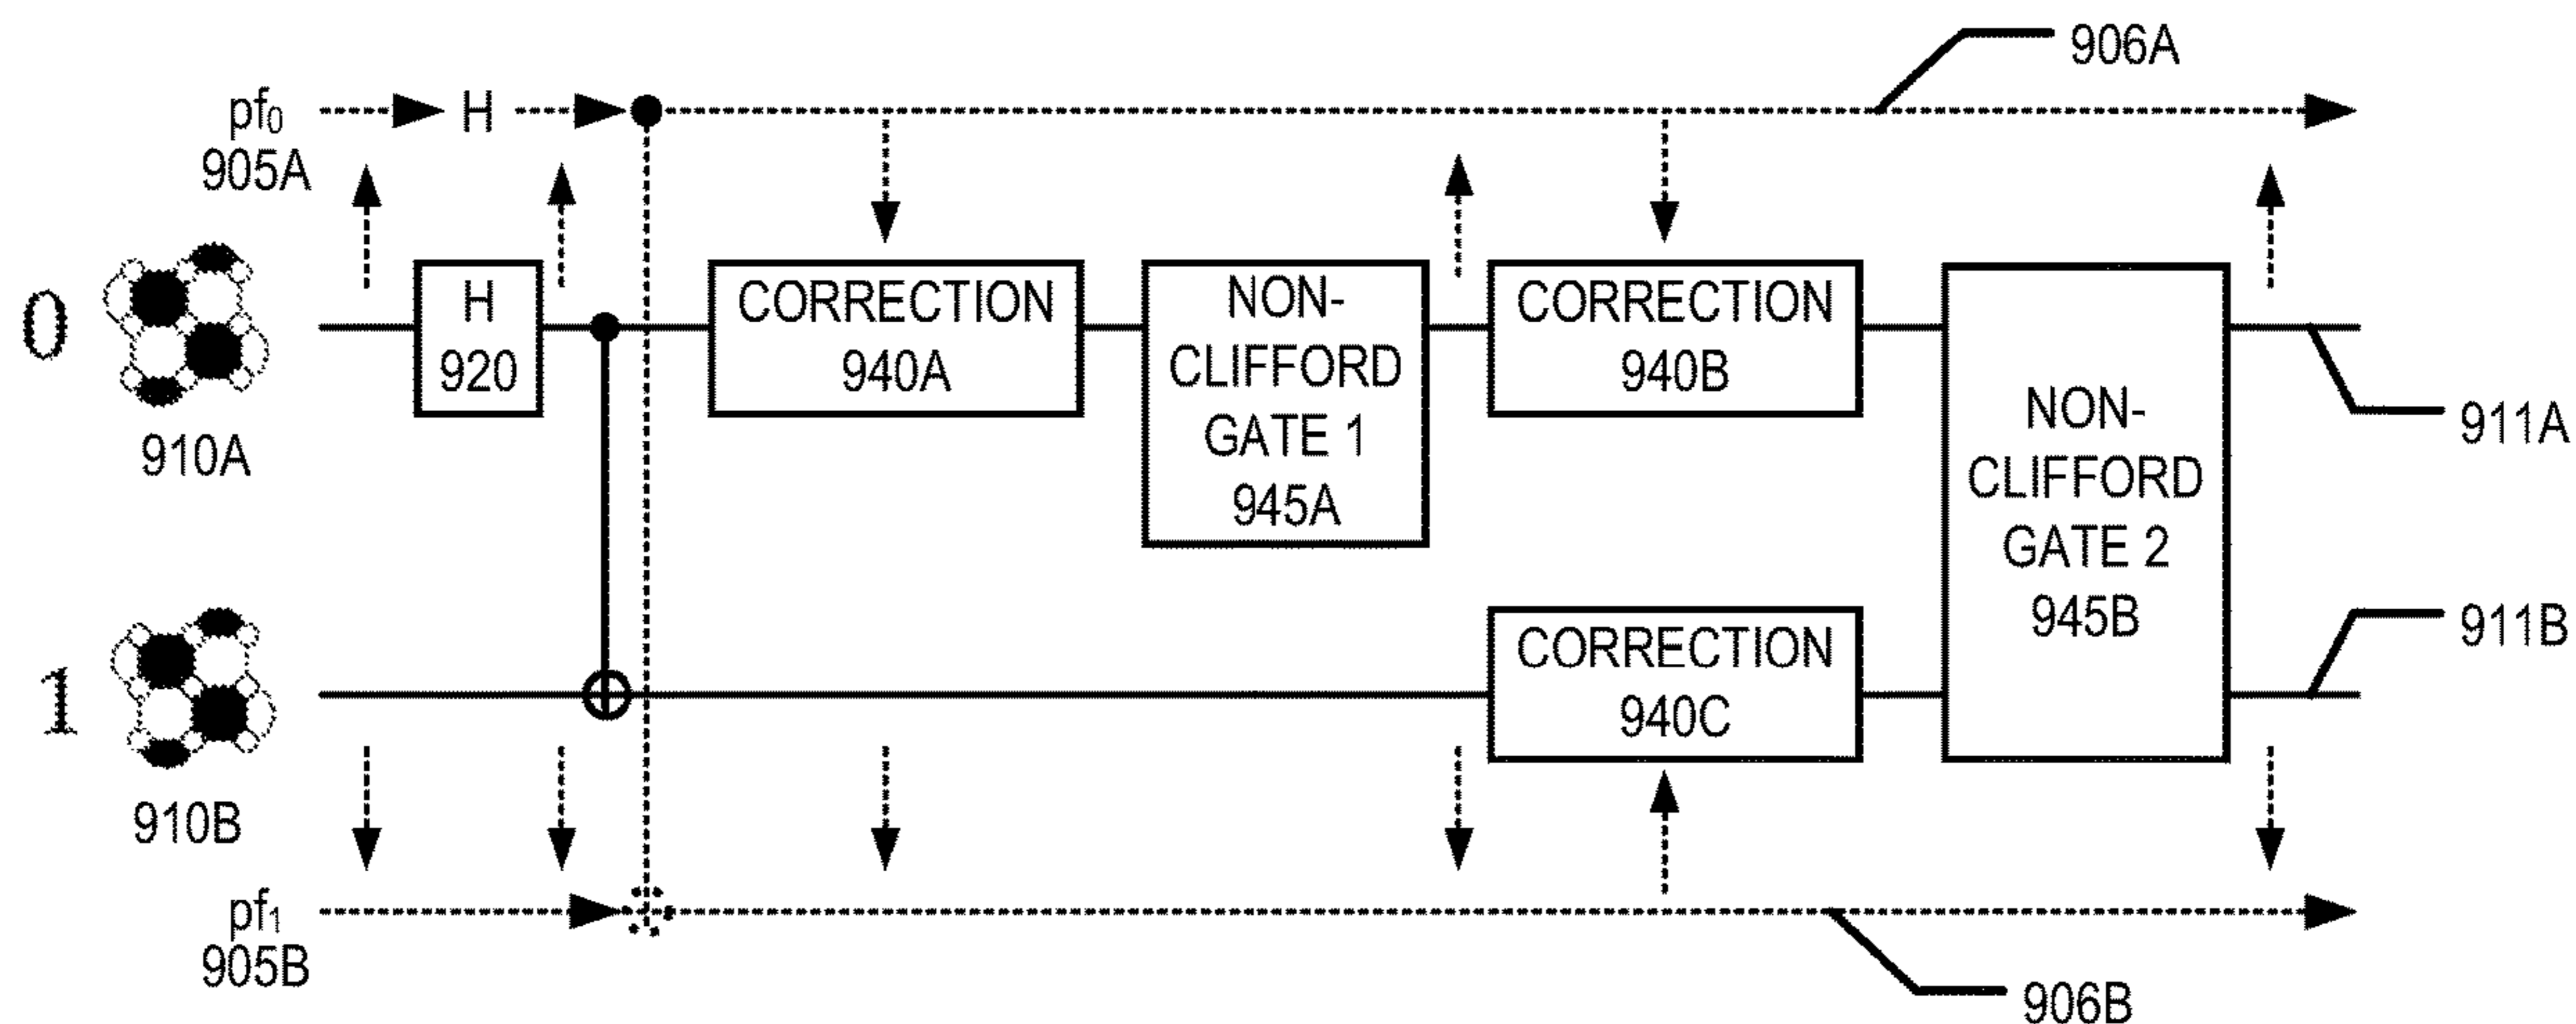 906A
pf₀
905A
H
0
910A
H
920
CORRECTION
940A
NON-
CLIFFORD
GATE 1
945A
CORRECTION
940B
NON-
CLIFFORD
GATE 2
945B
911A
1
910B
CORRECTION
940C
911B
pf₁
905B
906B